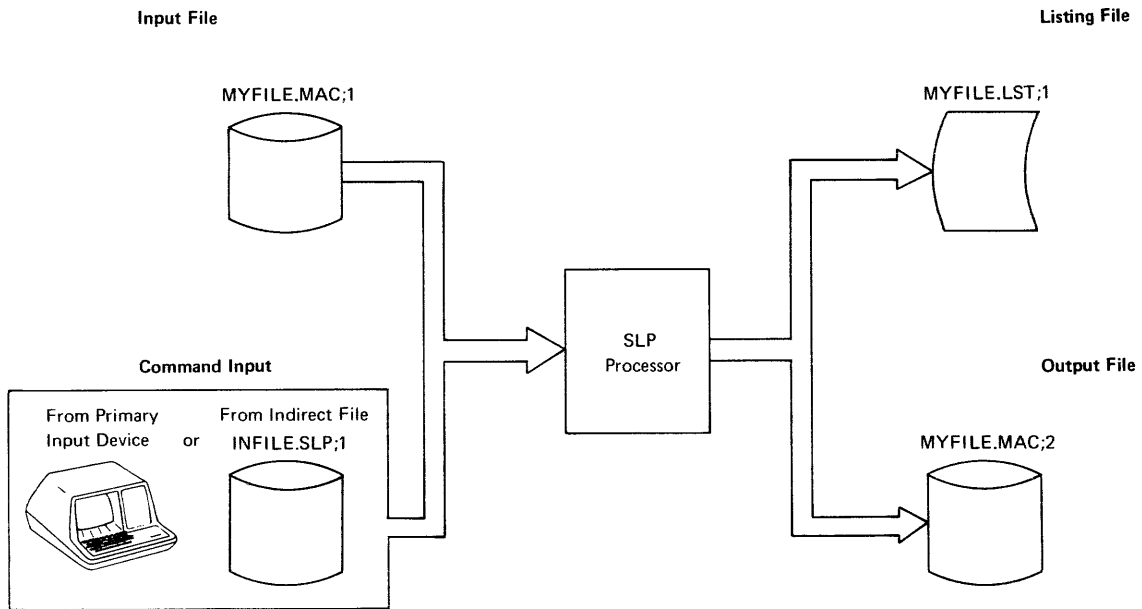 Input File
Listing File
MYFILE.MAC;1
MYFILE.LST;1
SLP
Processor
Command Input
Output File
From Primary
Input Device
or
From Indirect File
INFILE.SLP;1
MYFILE.MAC;2